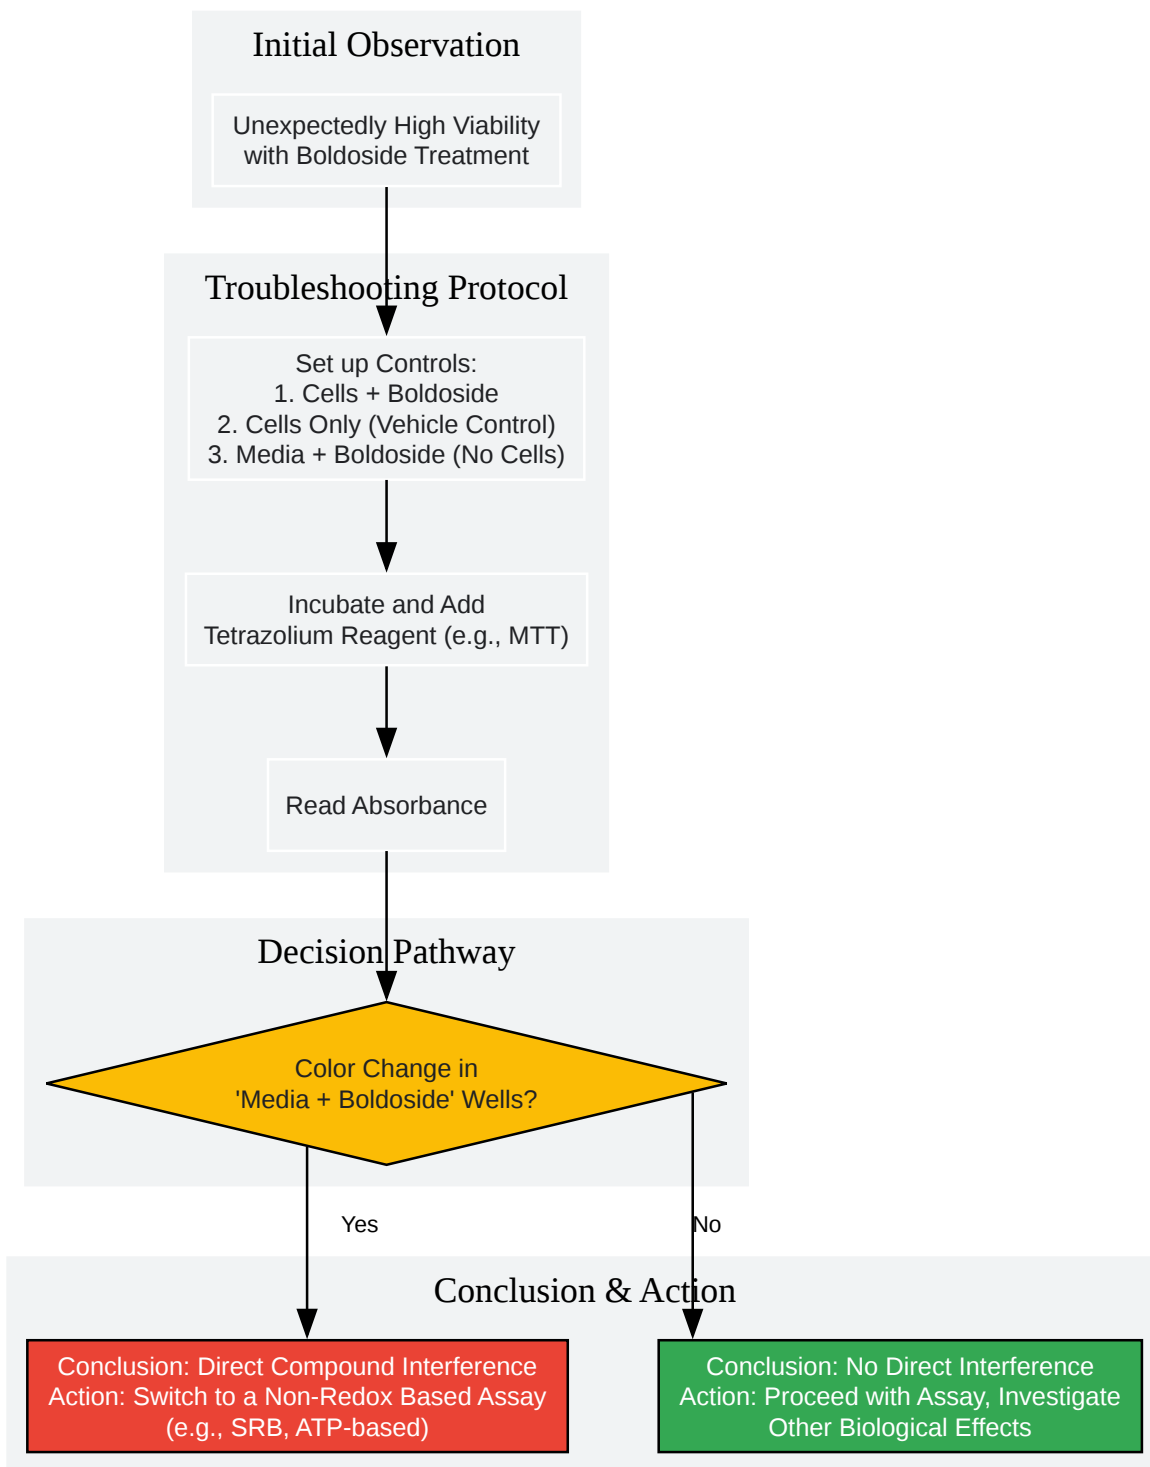 Initial Observation
Unexpectedly High Viability
with Boldoside Treatment
Troubleshooting Protocol
Set up Controls:
1. Cells + Boldoside
2. Cells Only (Vehicle Control)
3. Media + Boldoside (No Cells)
Incubate and Add
Tetrazolium Reagent (e.g., MTT)
Read Absorbance
Decision Pathway
Color Change in
'Media + Boldoside' Wells?
Yes
No
Conclusion & Action
Conclusion: Direct Compound Interference
Action: Switch to a Non-Redox Based Assay
(e.g., SRB, ATP-based)
Conclusion: No Direct Interference
Action: Proceed with Assay, Investigate
Other Biological Effects